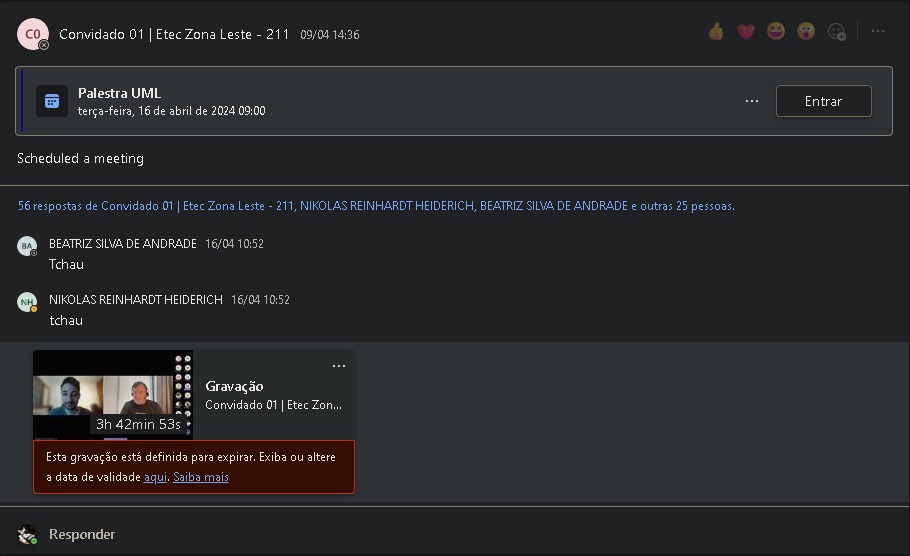 C0 Convidado 01 | Etec Zona Leste - 211 09/04 14:36
Palestra UML
terça-feira, 16 de abril de 2024 09:00
Entrar
Scheduled a meeting
56 respostas de Convidado 01 | Etec Zona Leste - 211, NIKOLAS REINHARDT HEIDERICH, BEATRIZ SILVA DE ANDRADE e outras 25 pessoas.
BA BEATRIZ SILVA DE ANDRADE 16/04 10:52
Tchau
NH NIKOLAS REINHARDT HEIDERICH 16/04 10:52
tchau
Gravação
Convidado 01 | Etec Zon...
3h 42min 53s
Esta gravação está definida para expirar. Exiba ou altere
a data de validade aqui. Saiba mais
Responder